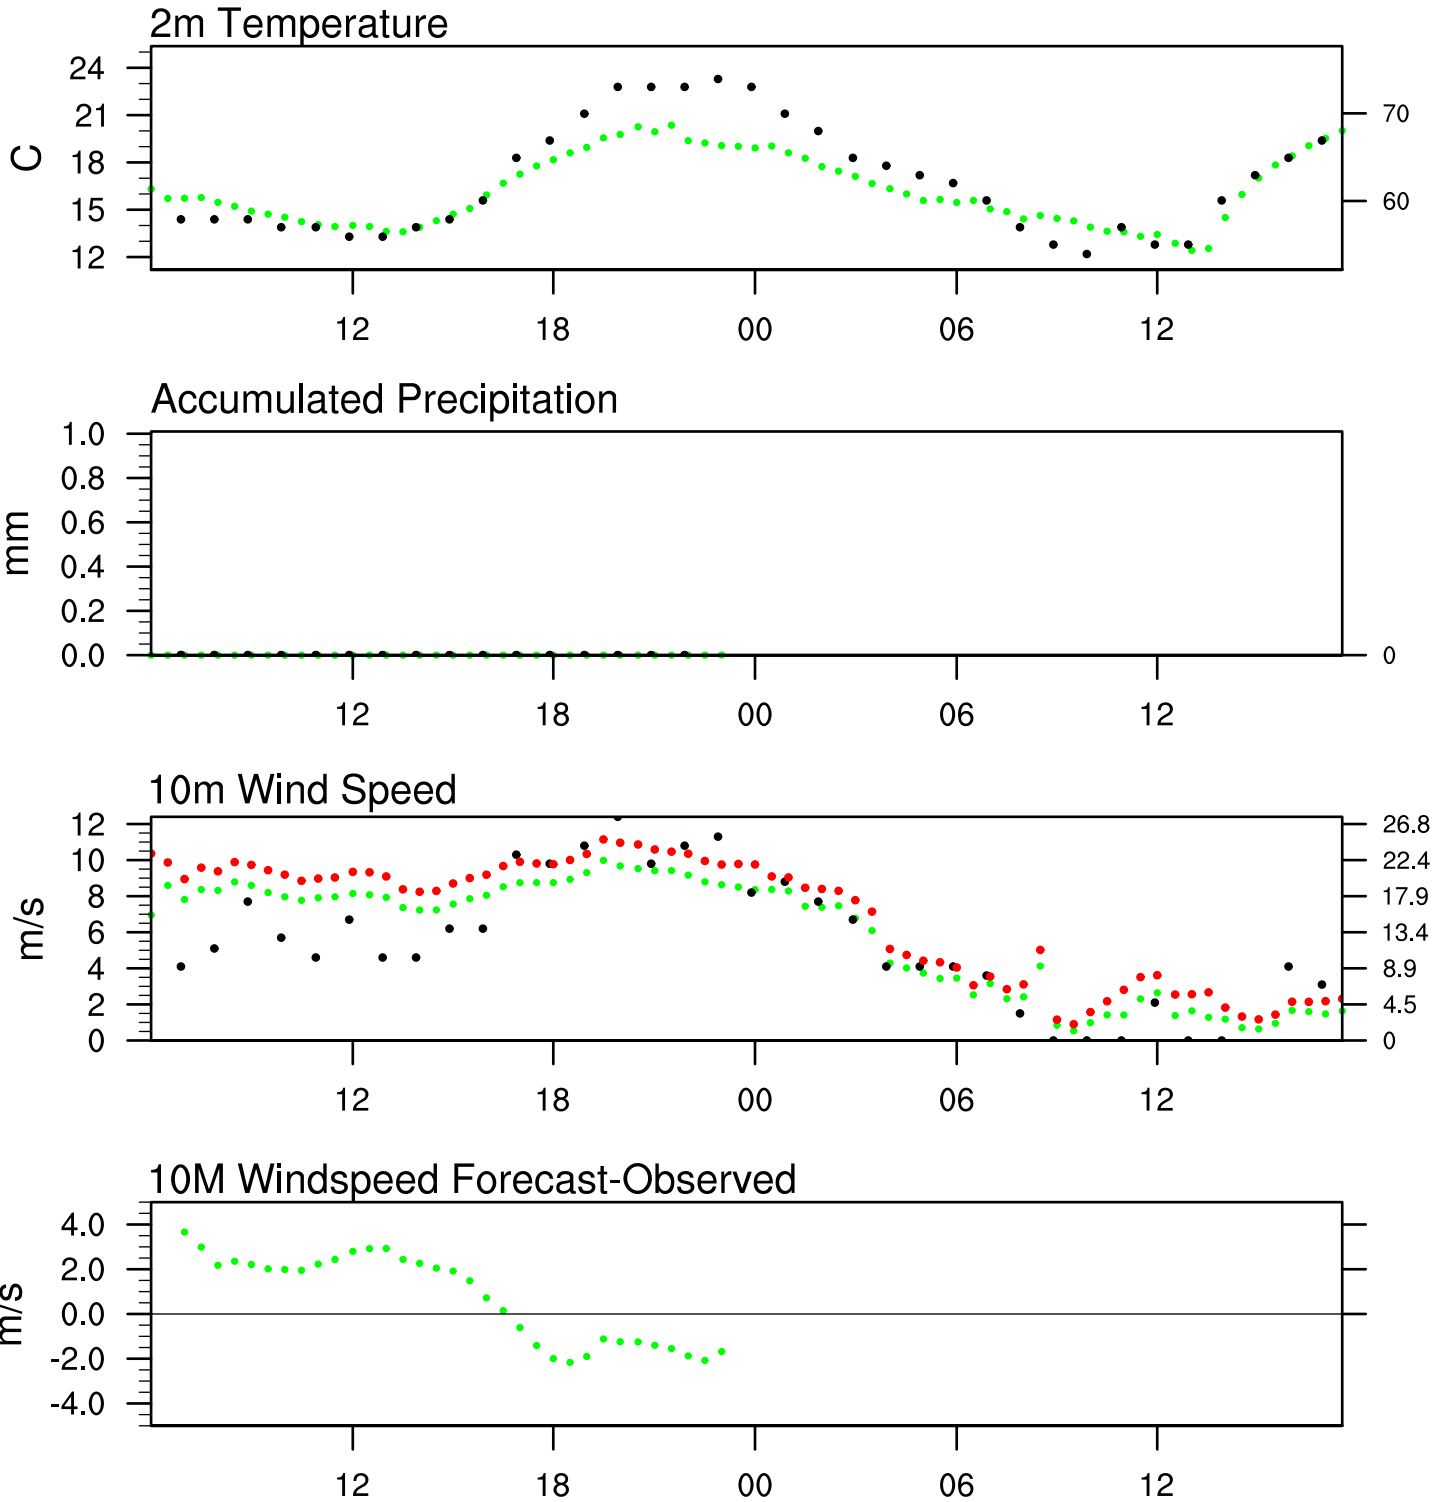 2m Temperature
24
21
18
15
12
C
70
60
12 18 00 06 12
Accumulated Precipitation
1.0
0.8
0.6
0.4
0.2
0.0
mm
0
12 18 00 06 12
10m Wind Speed
12
10
8
6
4
2
0
m/s
26.8
22.4
17.9
13.4
8.9
4.5
0
12 18 00 06 12
10M Windspeed Forecast-Observed
4.0
2.0
0.0
-2.0
-4.0
m/s
12 18 00 06 12